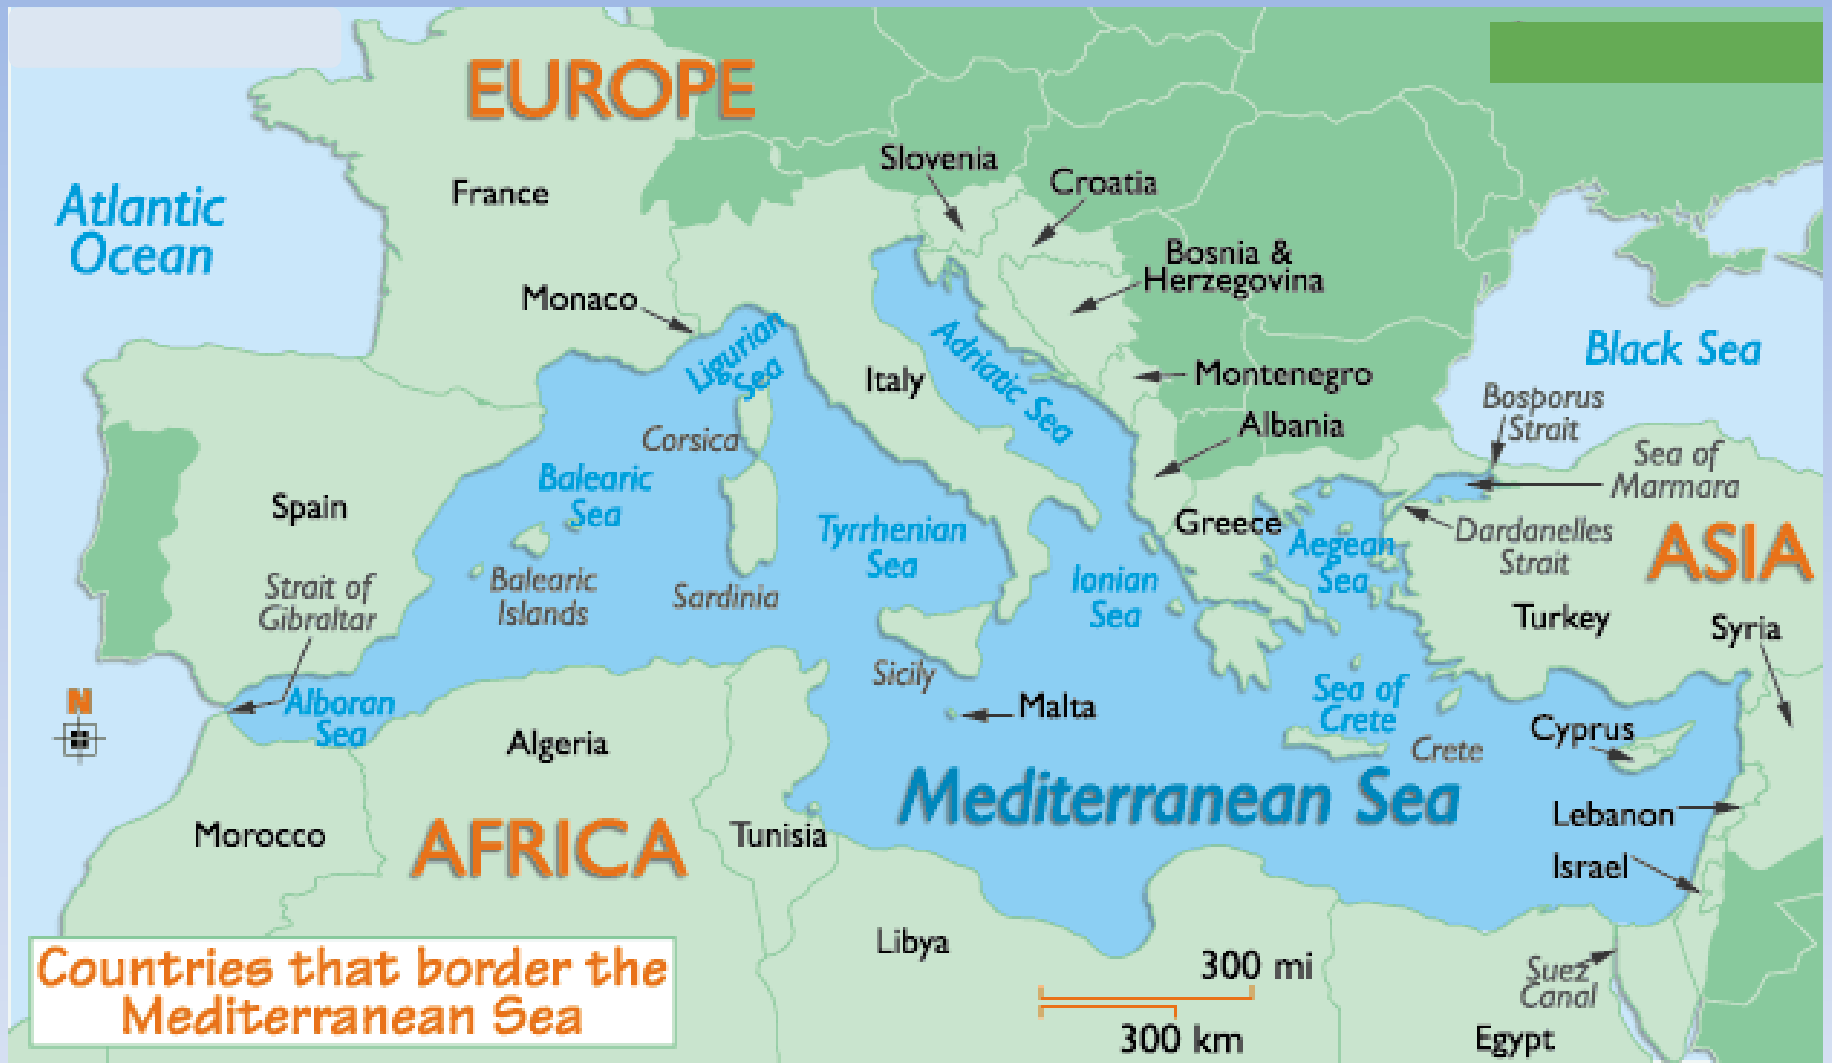 EUROPE
Slovenia
Croatia
France
Atlantic
Ocean
Bosnia &
Herzegovina
Monaco
Ligurian
Sea
Adriatic Sea
Black Sea
Italy
Montenegro
Bosporus
Strait
Albania
Corsica
Sea of
Marmara
Balearic
Sea
Spain
Tyrrhenian
Sea
Greece
Aegean
Sea
Dardanelles
Strait
ASIA
Strait of
Gibraltar
Balearic
Islands
Sardinia
Ionian
Sea
Turkey
Syria
Sicily
N
Alboran
Sea
Malta
Sea of
Crete
Crete
Cyprus
Algeria
Mediterranean Sea
Lebanon
Morocco
AFRICA
Tunisia
Israel
Libya
Countries that border the
Mediterranean Sea
300 mi
300 km
Suez
Canal
Egypt